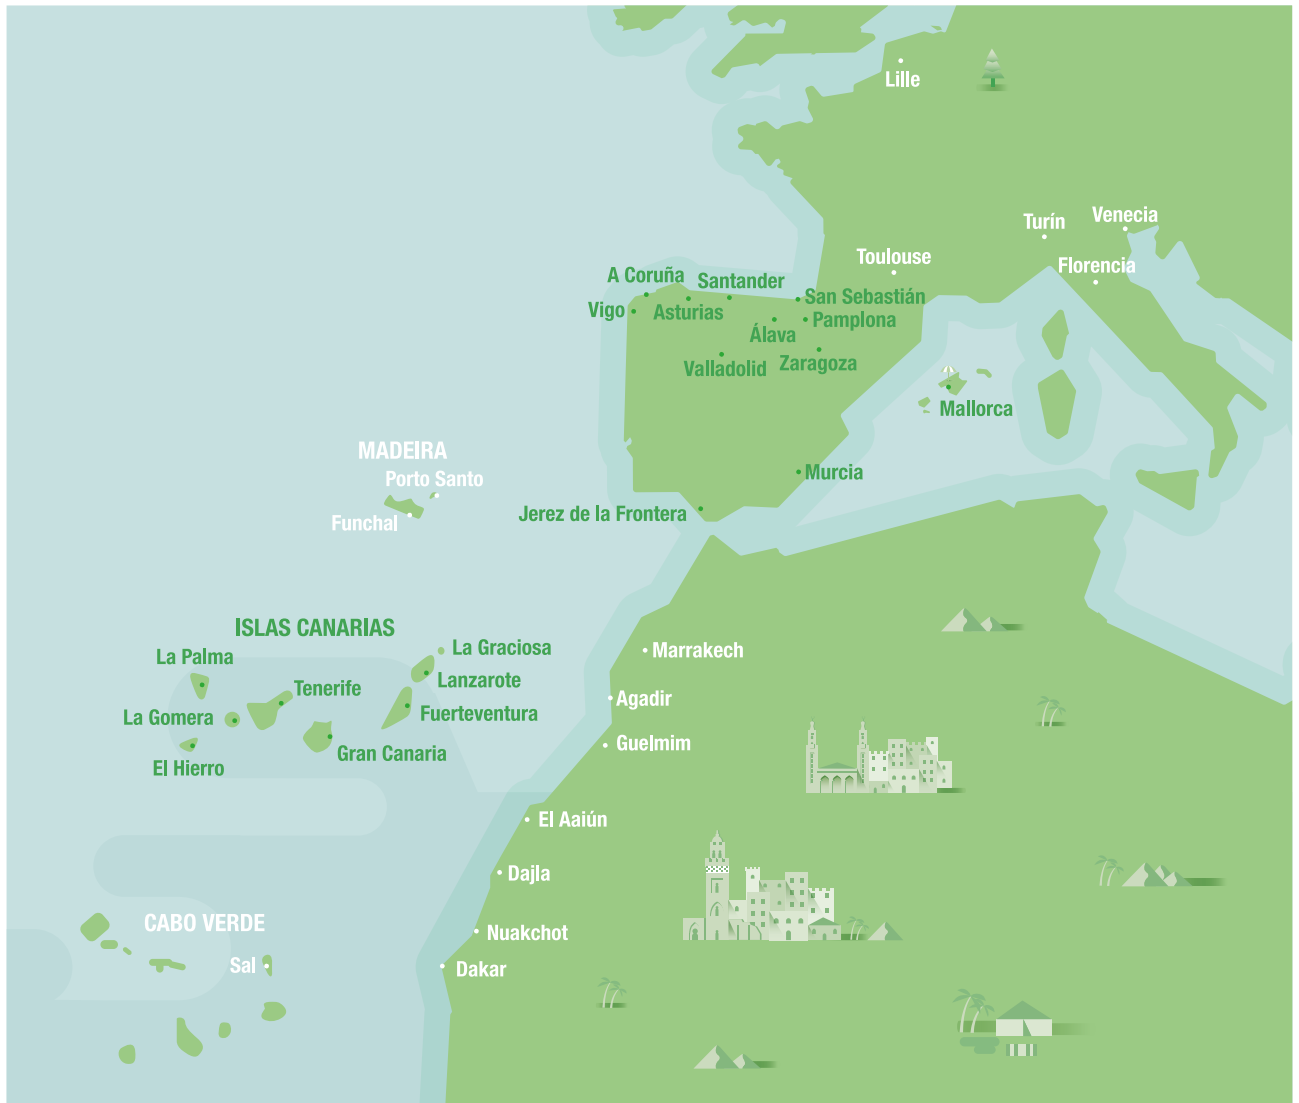 Lille
Turín
Venecia
Toulouse
Florencia
A Coruña
Santander
San Sebastián
Vigo
Asturias
Pamplona
Álava
Valladolid
Zaragoza
Mallorca
MADEIRA
Porto Santo
Murcia
Funchal
Jerez de la Frontera
ISLAS CANARIAS
La Graciosa
La Palma
Marrakech
Lanzarote
Tenerife
Agadir
La Gomera
Fuerteventura
Guelmim
Gran Canaria
El Hierro
El Aaiún
Dajla
CABO VERDE
Nuakchot
Sal
Dakar